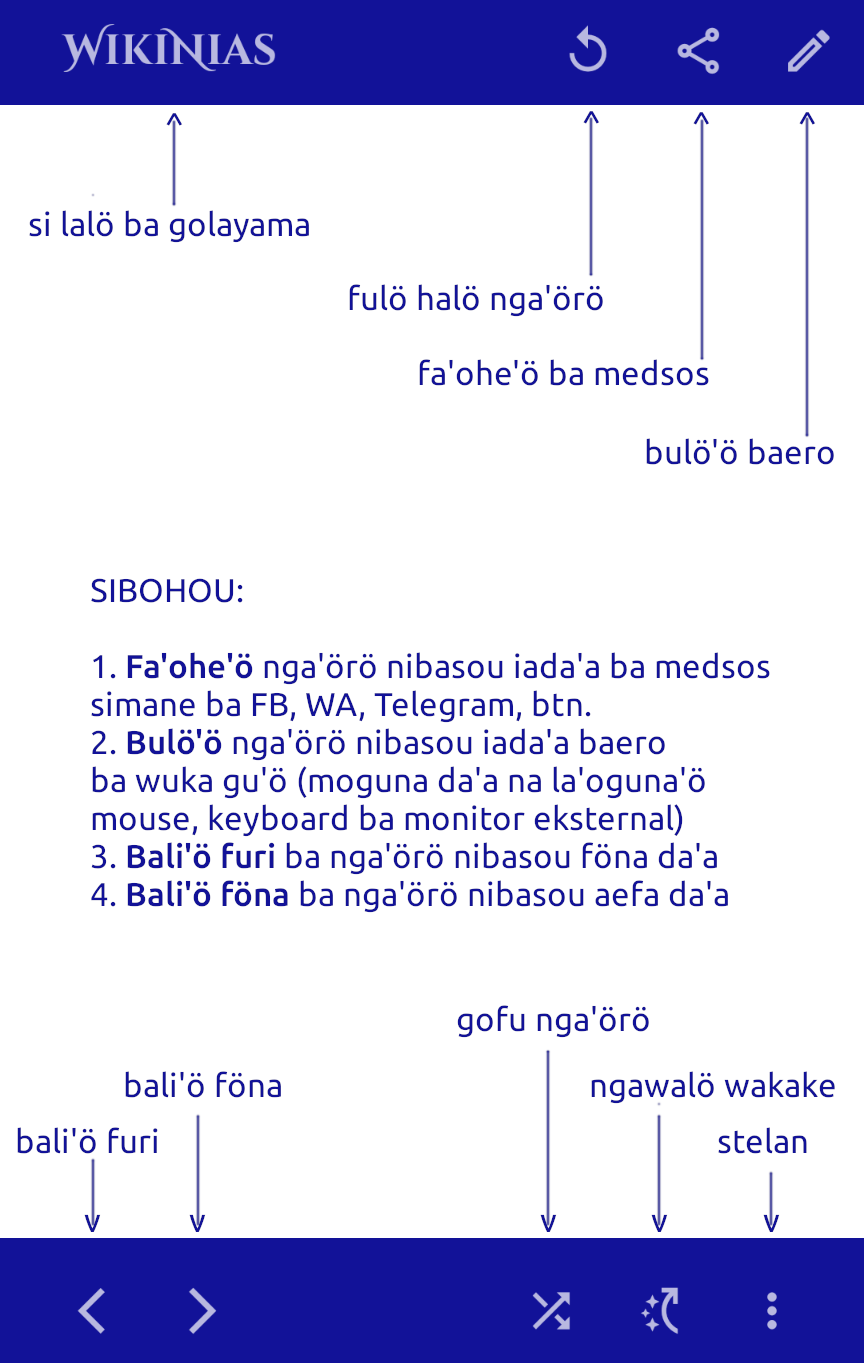 WIKINIAS
si lalö ba golayama
fulö halö nga'örö
fa'ohe'ö ba medsos
bulö'ö baero
SIBOHOU:
1. Fa'ohe'ö nga'örö nibasou iada'a ba medsos
simane ba FB, WA, Telegram, btn.
2. Bulö'ö nga'örö nibasou iada'a baero
ba wuka gu'ö (moguna da'a na la'oguna'ö
mouse, keyboard ba monitor eksternal)
3. Bali'ö furi ba nga'örö nibasou föna da'a
4. Bali'ö föna ba nga'örö nibasou aefa da'a
gofu nga'örö
bali'ö föna
ngawalö wakake
bali'ö furi
stelan